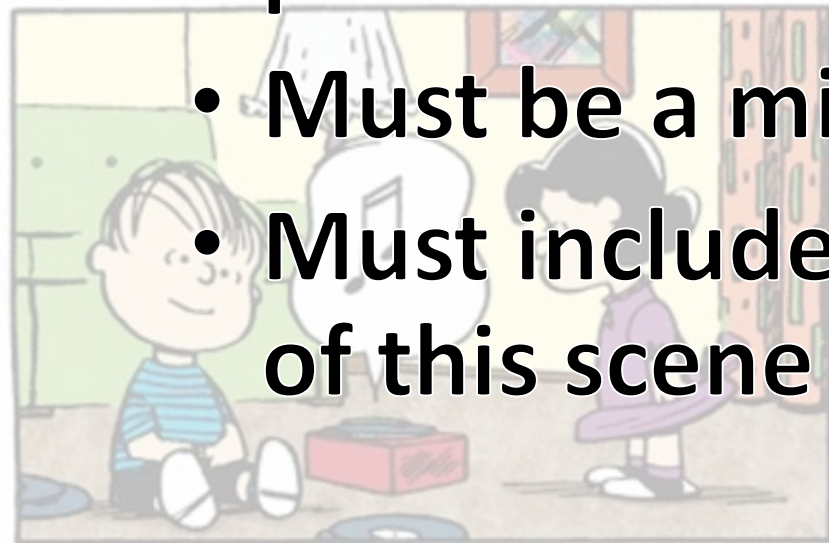 • Must be a mi
• Must include
of this scene